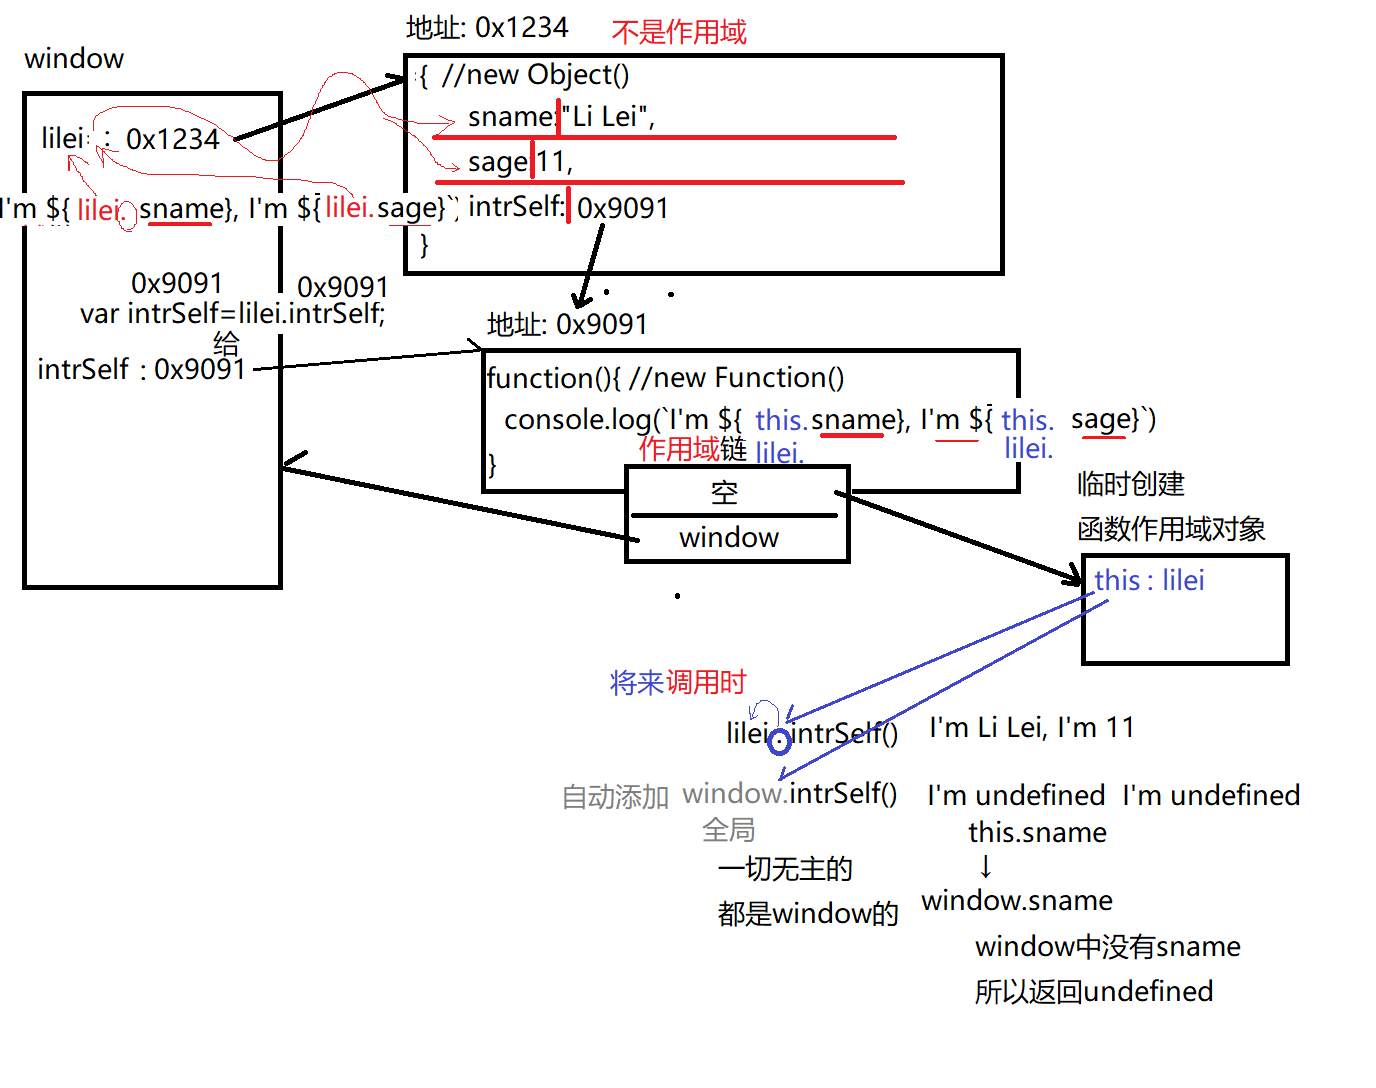 地址: 0x1234 不是作用域
window
{ //new Object()
lilei : 0x1234
sname:"Li Lei",
sage:11,
I'm ${ lilei. sname}, I'm ${lilei.sage}`)
intrSelf: 0x9091
}
0x9091 0x9091
var intrSelf=lilei.intrSelf;
给
intrSelf : 0x9091
地址: 0x9091
function(){ //new Function()
console.log(`I'm ${ this. sname}, I'm ${ this. sage}`)
作用域链 lilei. lilei.
}
空
window
临时创建
函数作用域对象
this : lilei
将来调用时
lilei.intrSelf() I'm Li Lei, I'm 11
自动添加 window.intrSelf() I'm undefined I'm undefined
全局
this.sname
↓
一切无主的
都是window的
window.sname
window中没有sname
所以返回undefined